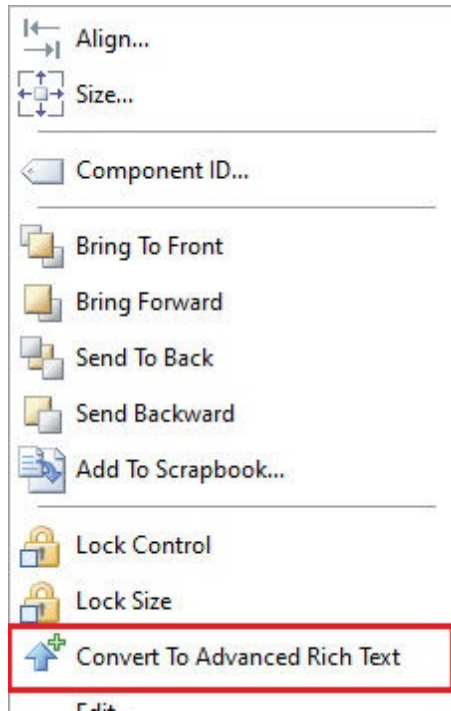 Align...
Size...
Component ID...
Bring To Front
Bring Forward
Send To Back
Send Backward
Add To Scrapbook...
Lock Control
Lock Size
Convert To Advanced Rich Text
Edit